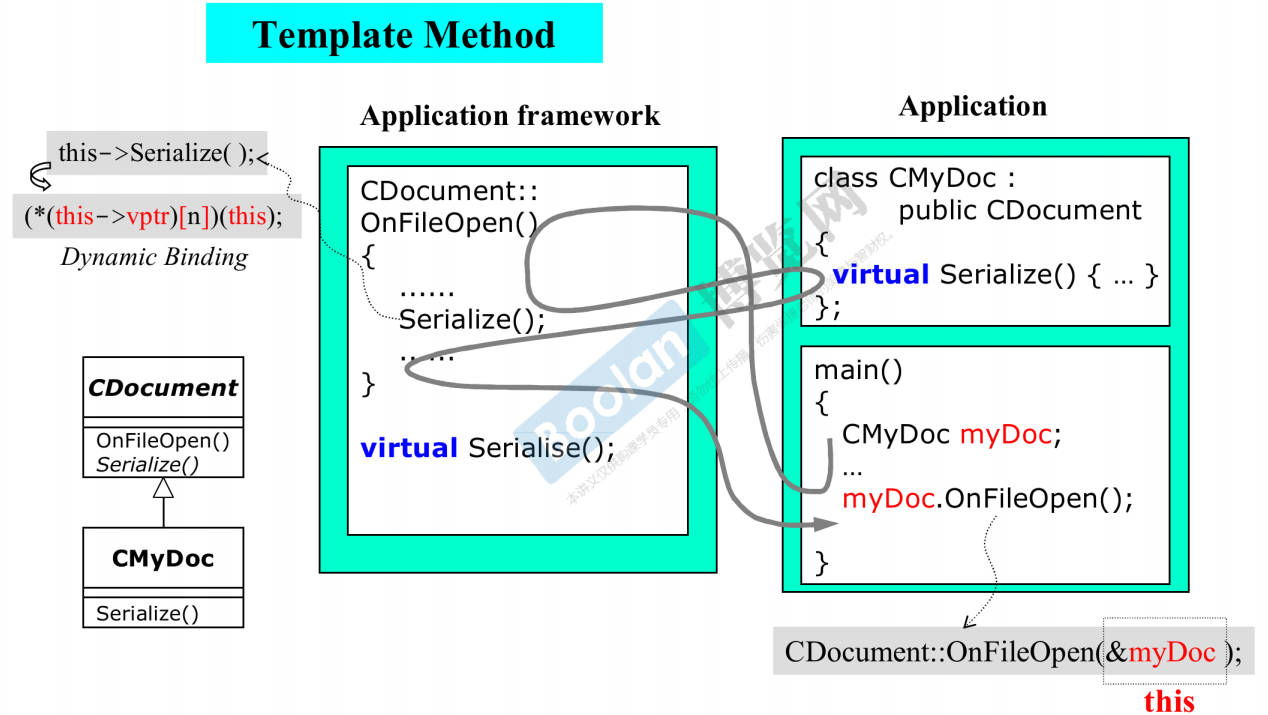 Template Method
Application framework
Application
this->Serialize( );
(*(this->vptr)[n])(this);
Dynamic Binding
CDocument::
OnFileOpen()
{
……
Serialize();
……
}
virtual Serialise();
class CMyDoc :
public CDocument
{
virtual Serialize() { … }
};
main()
{
CMyDoc myDoc;
…
myDoc.OnFileOpen();
}
CDocument
OnFileOpen()
Serialize()
CMyDoc
Serialize()
CDocument::OnFileOpen(&myDoc );
this
Boolan
博览网